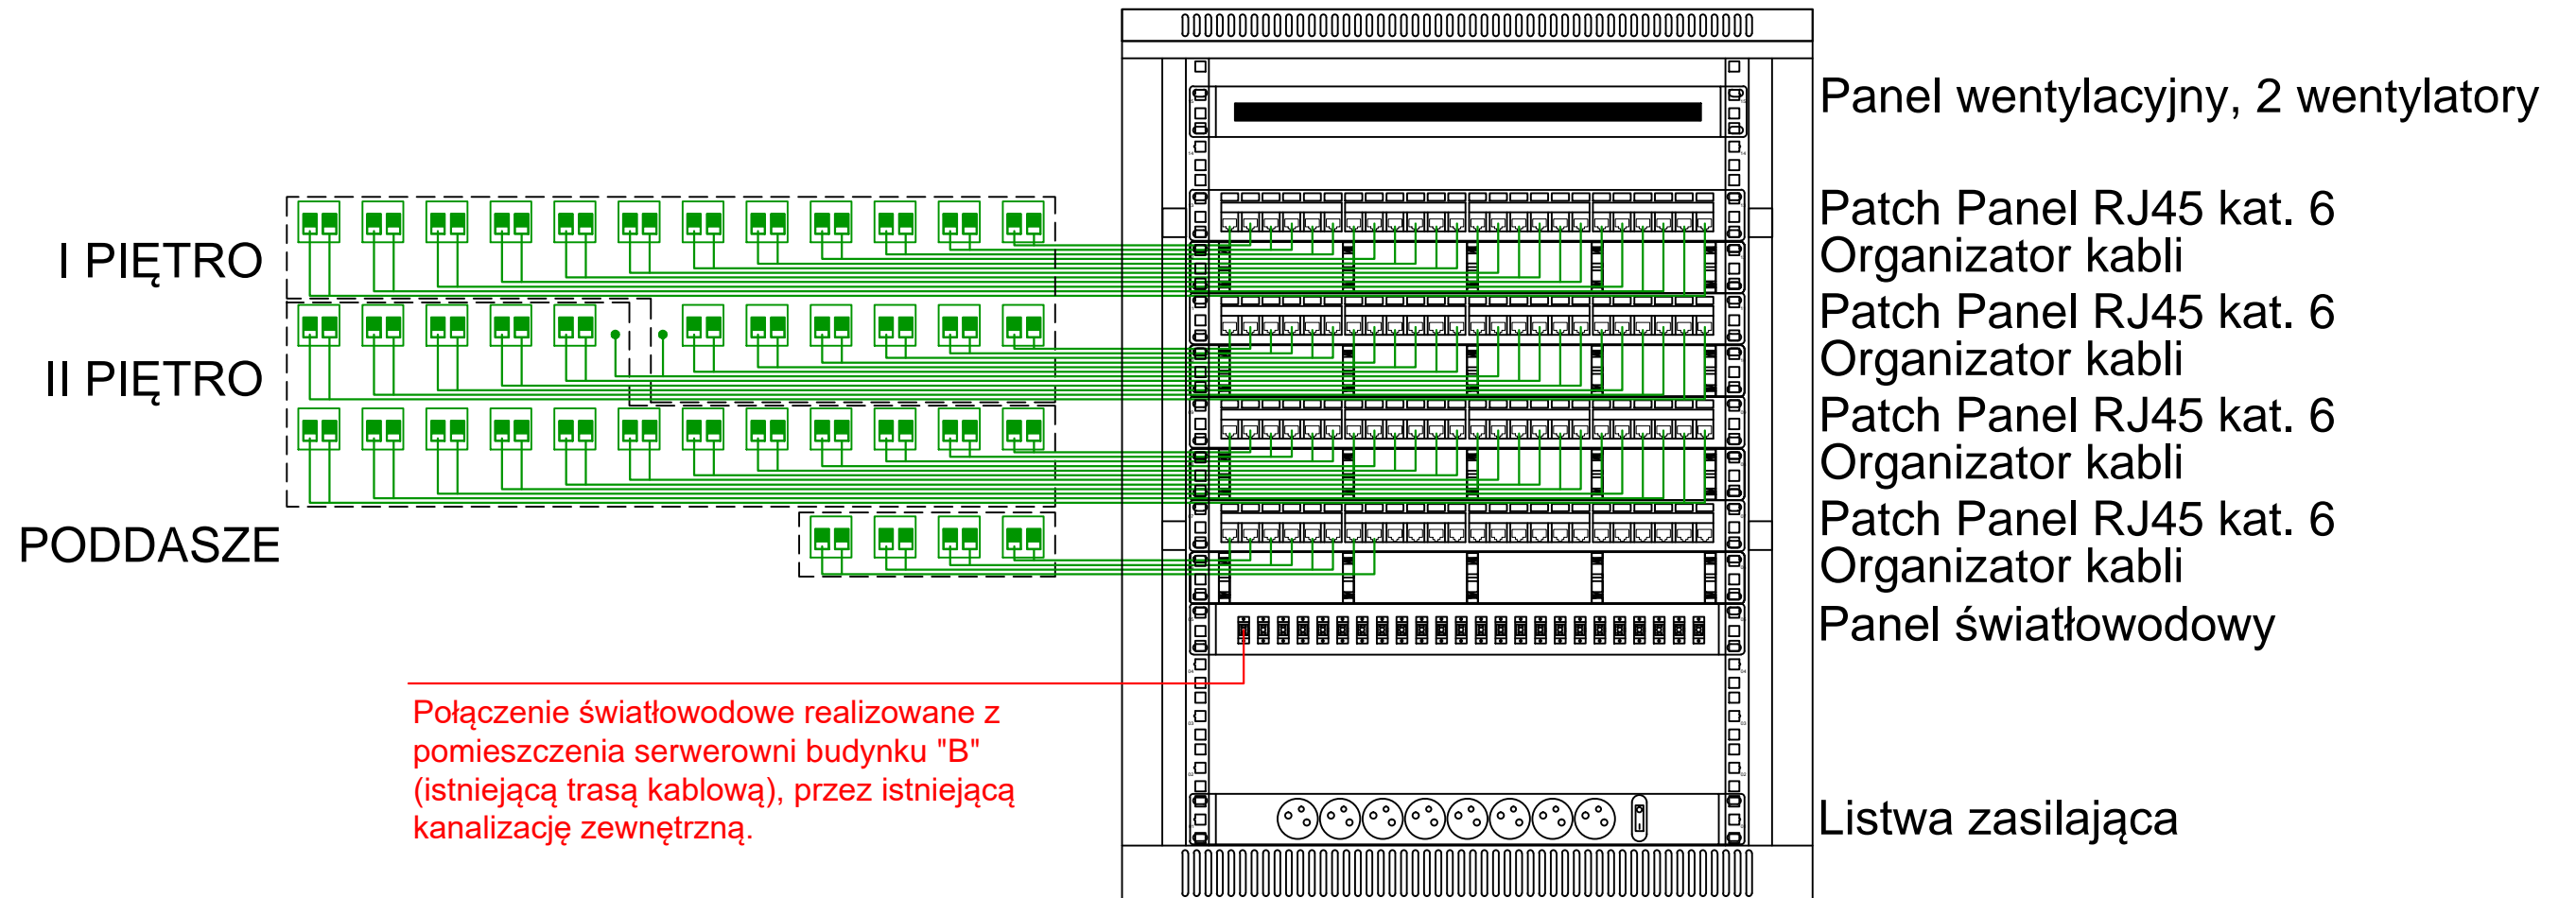 Panel wentylacyjny, 2 wentylatory
Patch Panel RJ45 kat. 6
Organizator kabli
Patch Panel RJ45 kat. 6
Organizator kabli
Patch Panel RJ45 kat. 6
Organizator kabli
Patch Panel RJ45 kat. 6
Organizator kabli
Panel światłowodowy
Listwa zasilająca
I PIĘTRO
II PIĘTRO
PODDASZE
Połączenie światłowodowe realizowane z
pomieszczenia serwerowni budynku "B"
(istniejącą trasą kablową), przez istniejącą
kanalizację zewnętrzną.